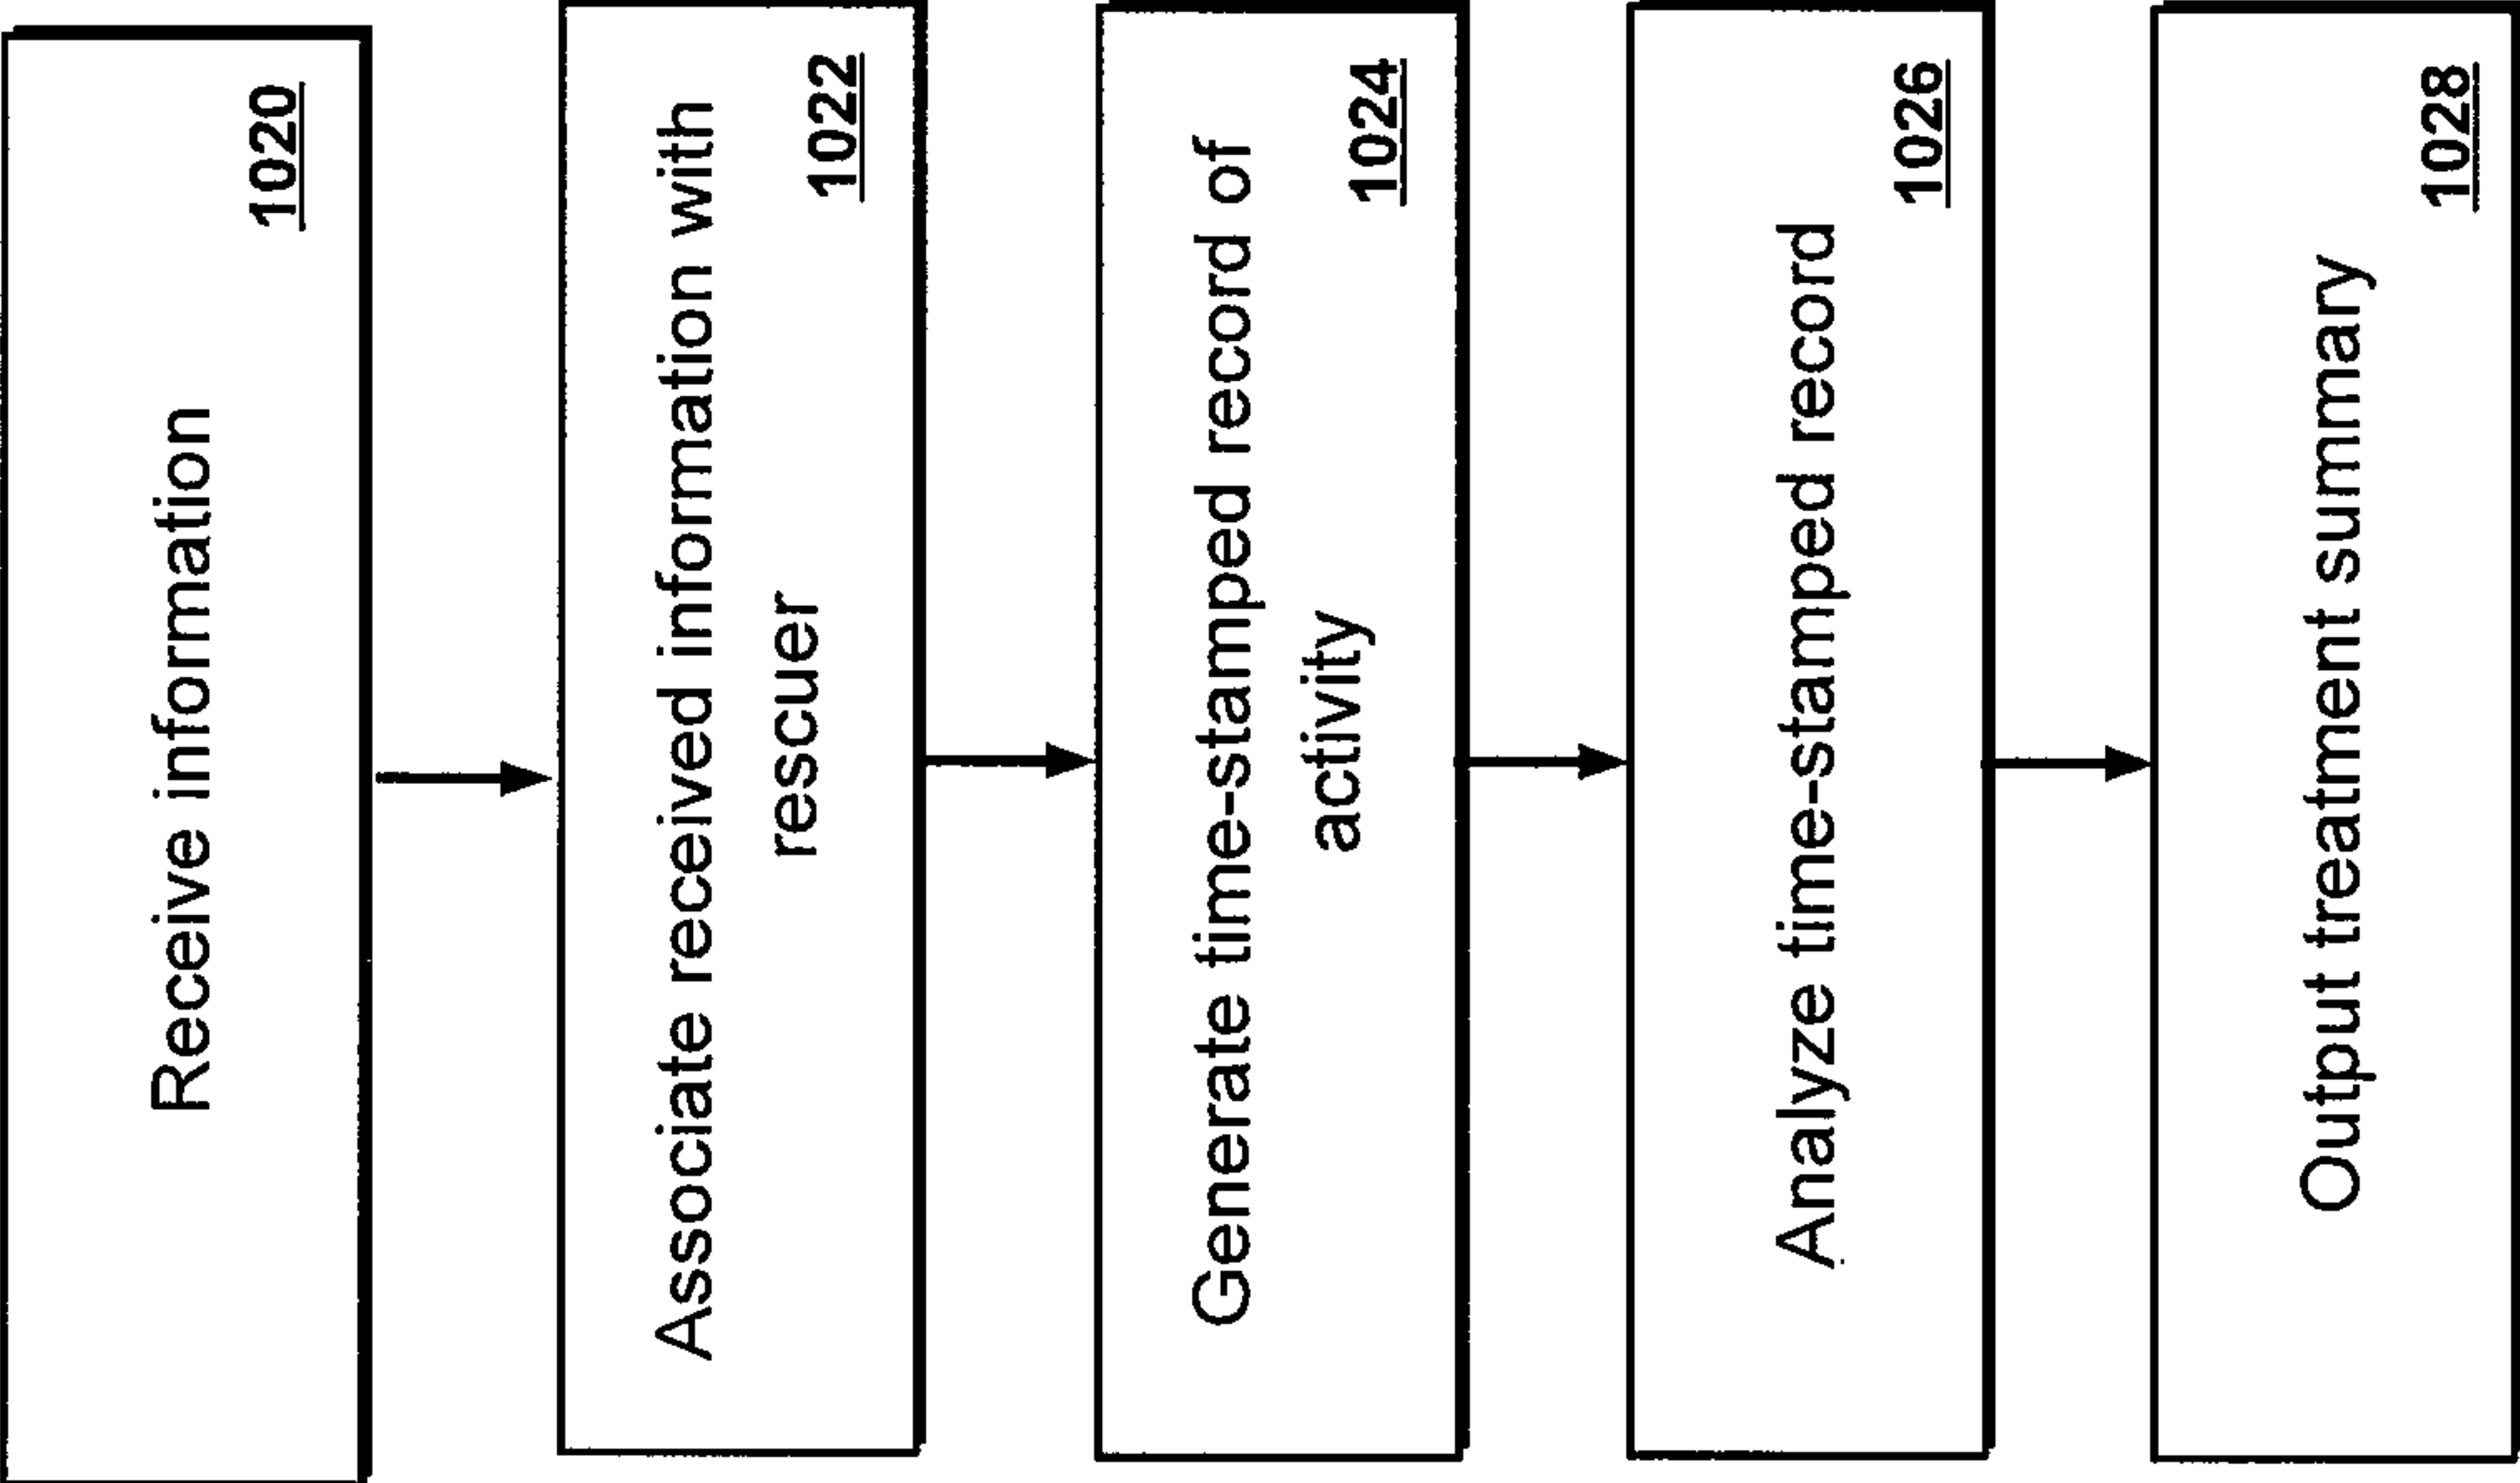 Receive information
1020
Associate received information with
rescuer
1022
Generate time-stamped record of
activity
1024
Analyze time-stamped record
1026
Output treatment summary
1028